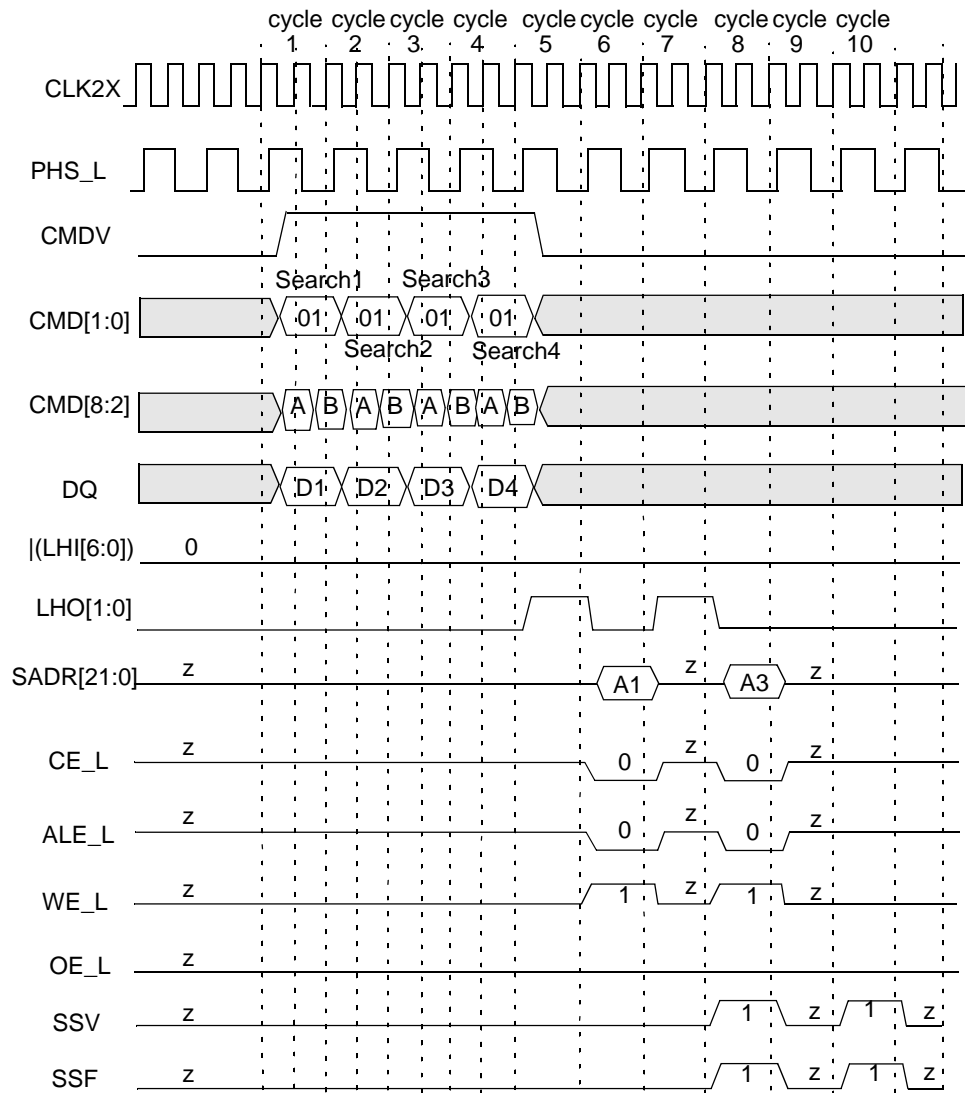 cycle cycle cycle cycle cycle cycle cycle cycle cycle cycle
1 2 3 4 5 6 7 8 9 10
CLK2X
PHS_L
CMDV
Search1 Search3
CMD[1:0] 01 01 01 01
Search2 Search4
CMD[8:2] A B A B A B A B
DQ D1 D2 D3 D4
|(LHI[6:0]) 0
LHO[1:0]
SADR[21:0] z A1 z A3 z
CE_L z 0 z 0 z
ALE_L z 0 z 0 z
WE_L z 1 z 1 z
OE_L z
SSV z 1 z 1 z
SSF z 1 z 1 z